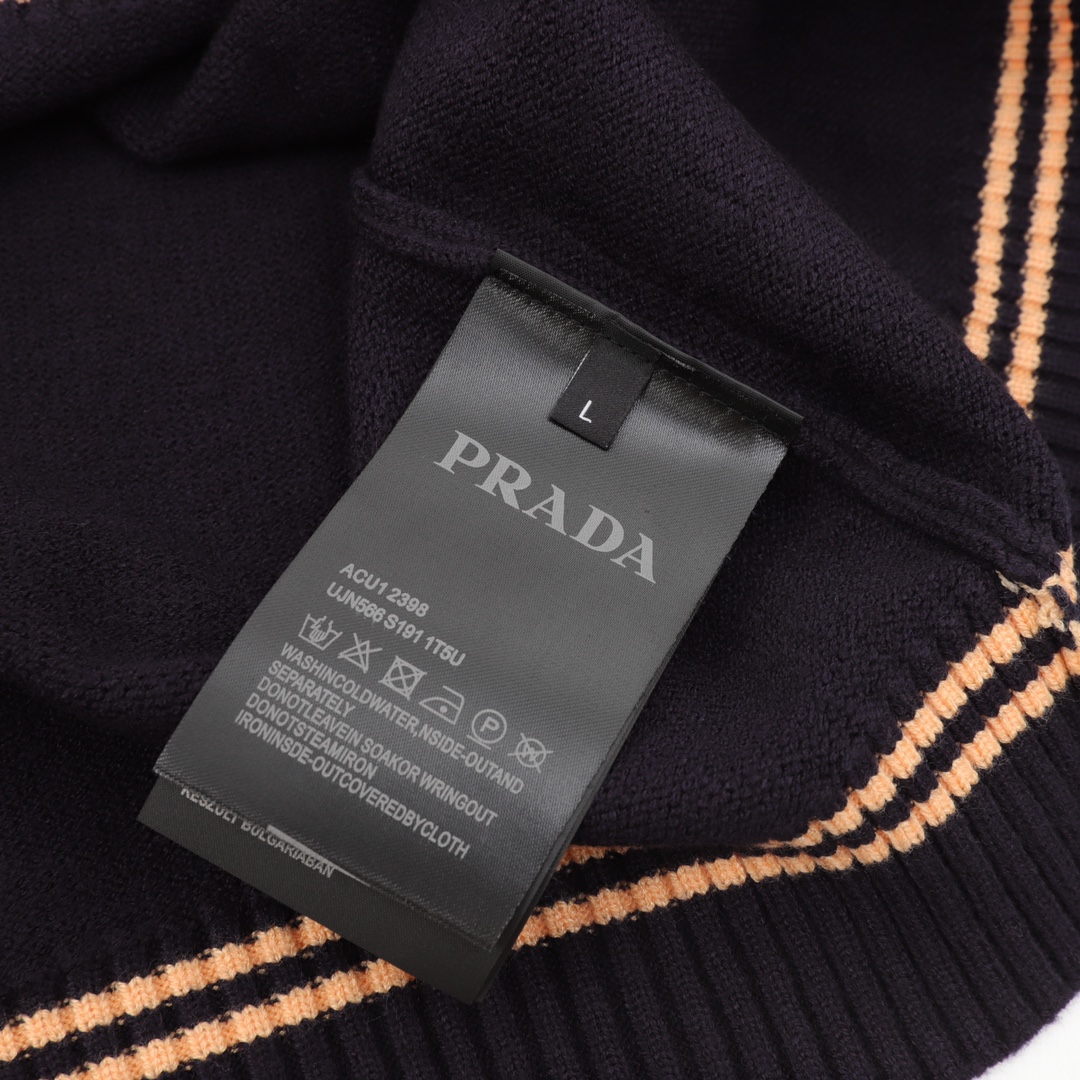 L
PRADA
ACU1 2398
UJN566 S191 1T5U
P
WASHINCOLDWATER,NSIDE-OUTAND
SEPARATELY
DONOTLEAVEIN SOAKOR WRINGOUT
DONOTSTEAMIRON
IRONINSDE-OUTCOVEREDBYCLOTH
KESZULT BULGARIABAN